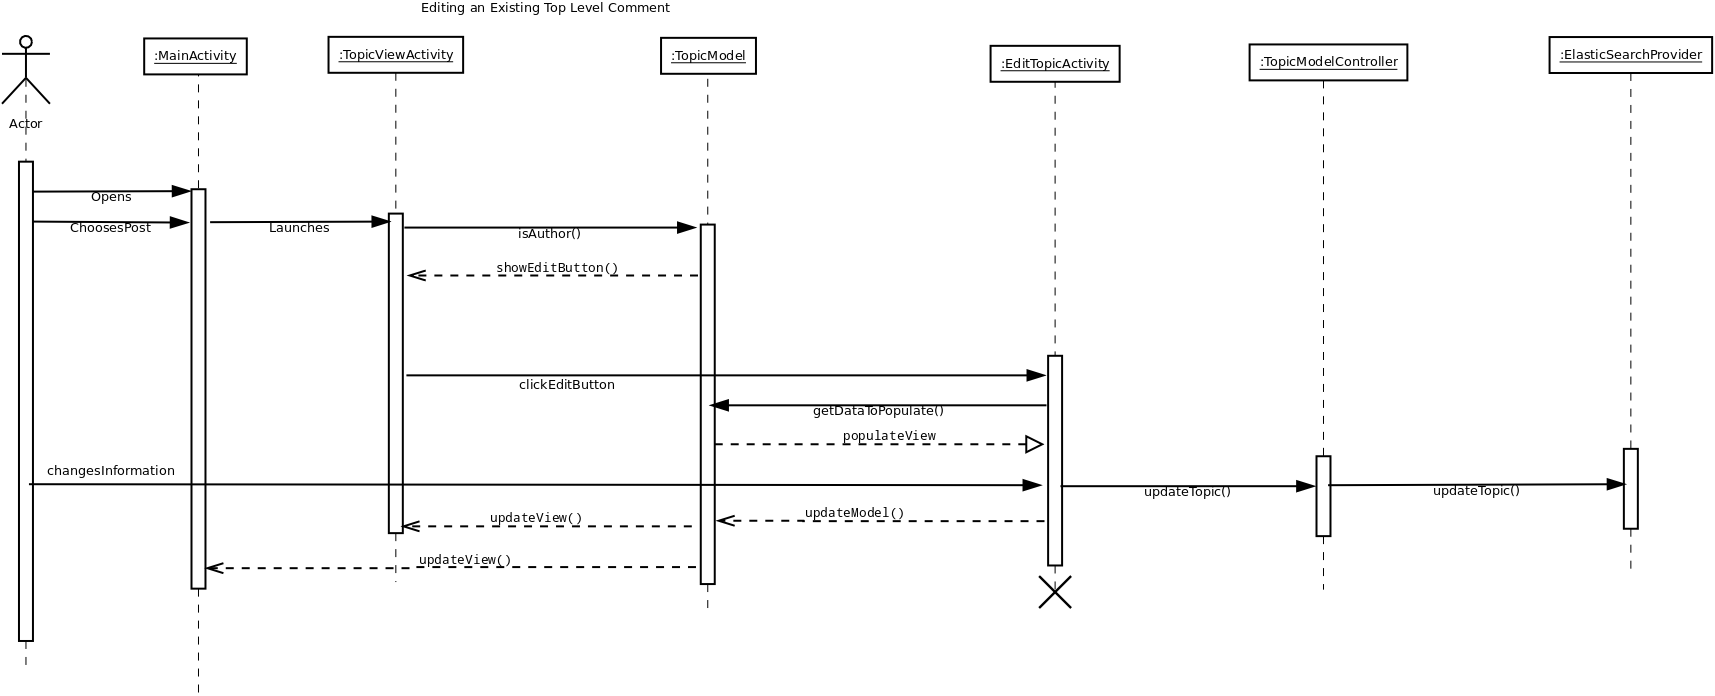 Editing an Existing Top Level Comment
:MainActivity
:TopicViewActivity
:TopicModel
:EditTopicActivity
:TopicModelController
:ElasticSearchProvider
Actor
Opens
ChoosesPost
Launches
isAuthor()
showEditButton()
clickEditButton
getDataToPopulate()
populateView
changesInformation
updateTopic()
updateTopic()
updateModel()
updateView()
updateView()